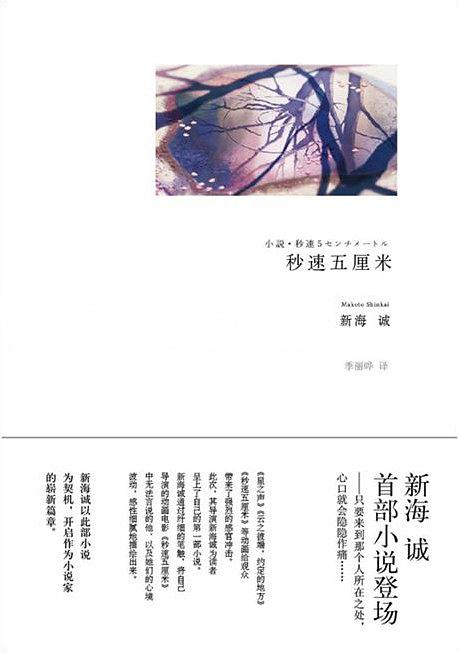 小説・秒速5センチメートル
秒速五厘米
Makoto Shinkai
新海 诚
季丽晔 译
新海 诚
首部小说登场
——只要来到那个人所在之处，
心口就会隐隐作痛……
《星之声》《云之彼端，约定的地方》
《秒速五厘米》等动画给观众
带来了强烈的感官冲击，
此次，其导演新海诚为读者
呈上了自己的第一部小说。
新海诚通过纤细的笔触，将自己
导演的动画电影《秒速五厘米》
中无法言说的他，以及她们的心境
波动，感性细腻地描绘出来。
新海诚以此部小说
为契机，开启作为小说家
的崭新篇章。